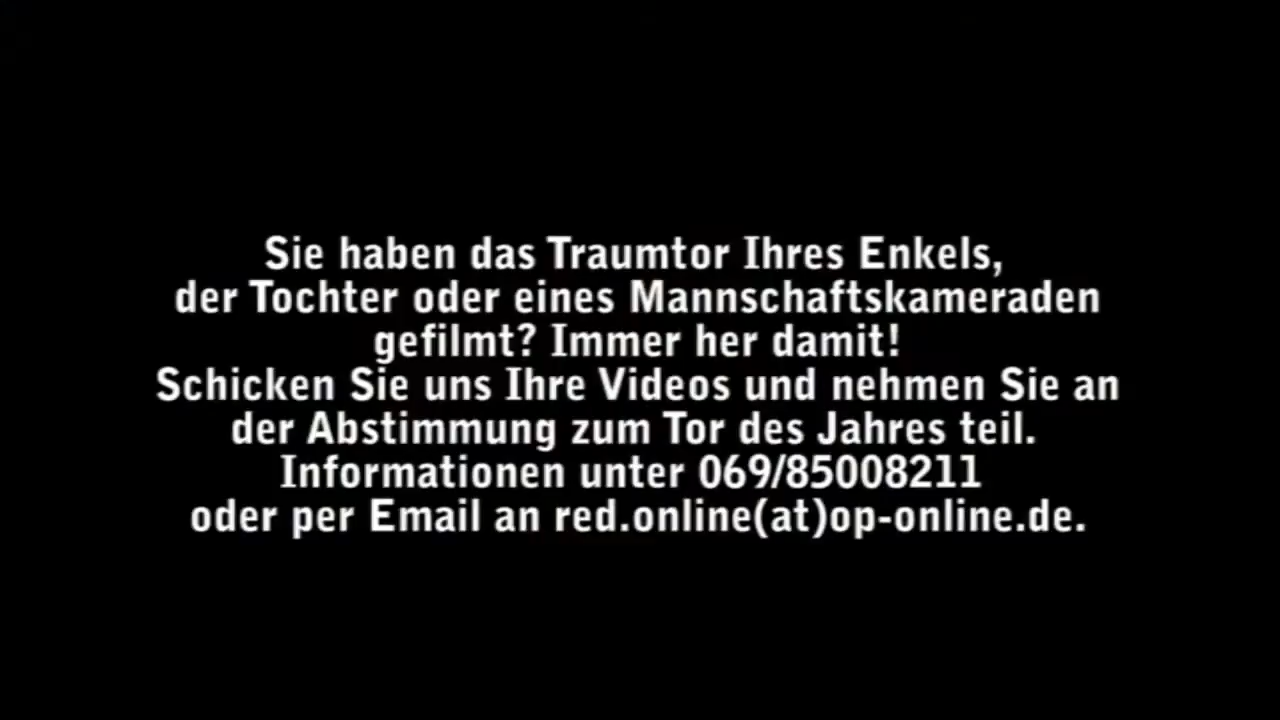 Sie haben das Traumtor Ihres Enkels,
der Tochter oder eines Mannschaftskameraden
gefilmt? Immer her damit!
Schicken Sie uns Ihre Videos und nehmen Sie an
der Abstimmung zum Tor des Jahres teil.
Informationen unter 069/85008211
oder per Email an red.online(at)op-online.de.